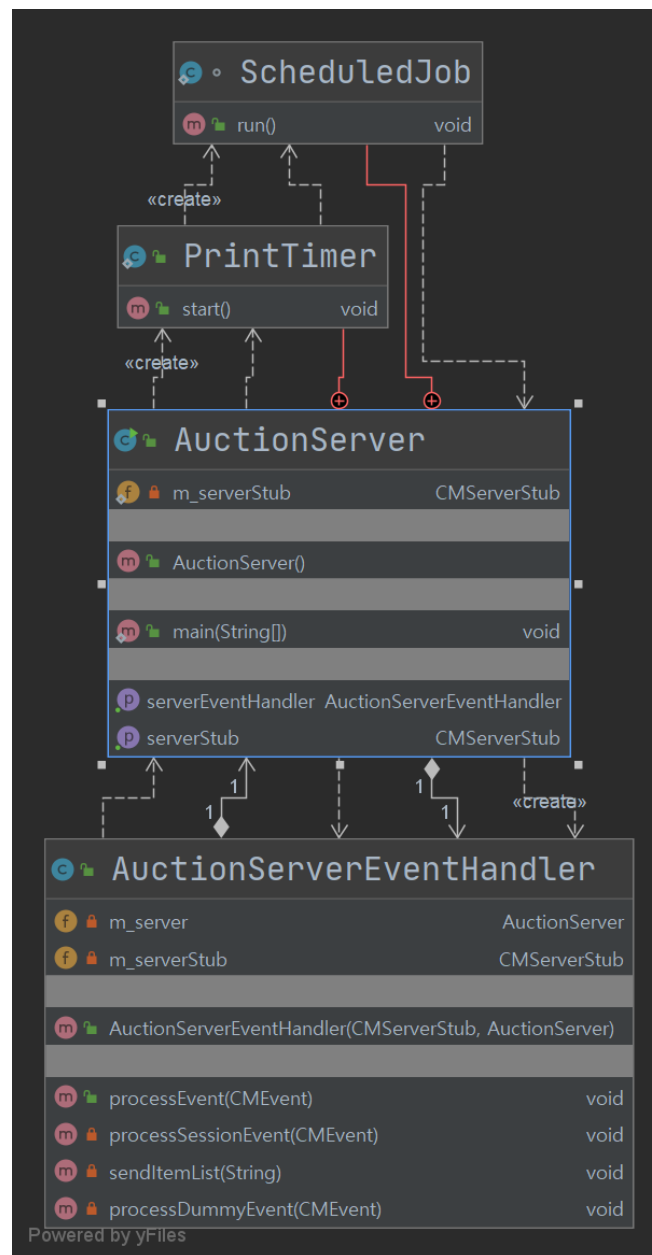 ScheduledJob
run() void
«create»
PrintTimer
start() void
«create»
AuctionServer
m_serverStub CMServerStub
AuctionServer()
main(String[]) void
serverEventHandler AuctionServerEventHandler
serverStub CMServerStub
1 1
1 1 «create»
AuctionServerEventHandler
m_server AuctionServer
m_serverStub CMServerStub
AuctionServerEventHandler(CMServerStub, AuctionServer)
processEvent(CMEvent) void
processSessionEvent(CMEvent) void
sendItemList(String) void
processDummyEvent(CMEvent) void
Powered by yFiles